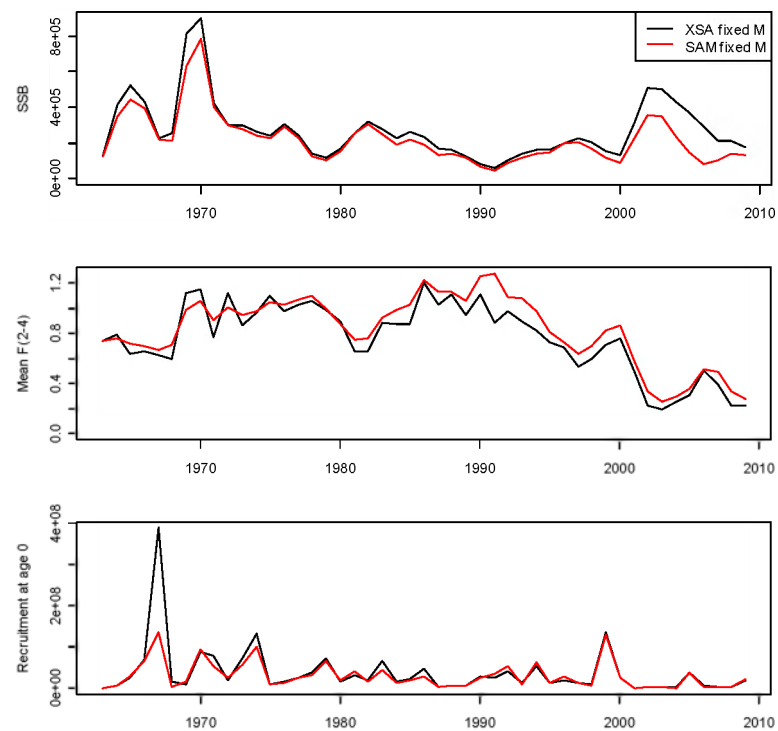 XSA fixed M
SAM fixed M
SSB
8e+05
4e+05
0e+00
1970 1980 1990 2000 2010
Mean F(2-4)
1.2
0.8
0.4
0.0
1970 1980 1990 2000 2010
Recruitment at age 0
4e+08
2e+08
0e+00
1970 1980 1990 2000 2010